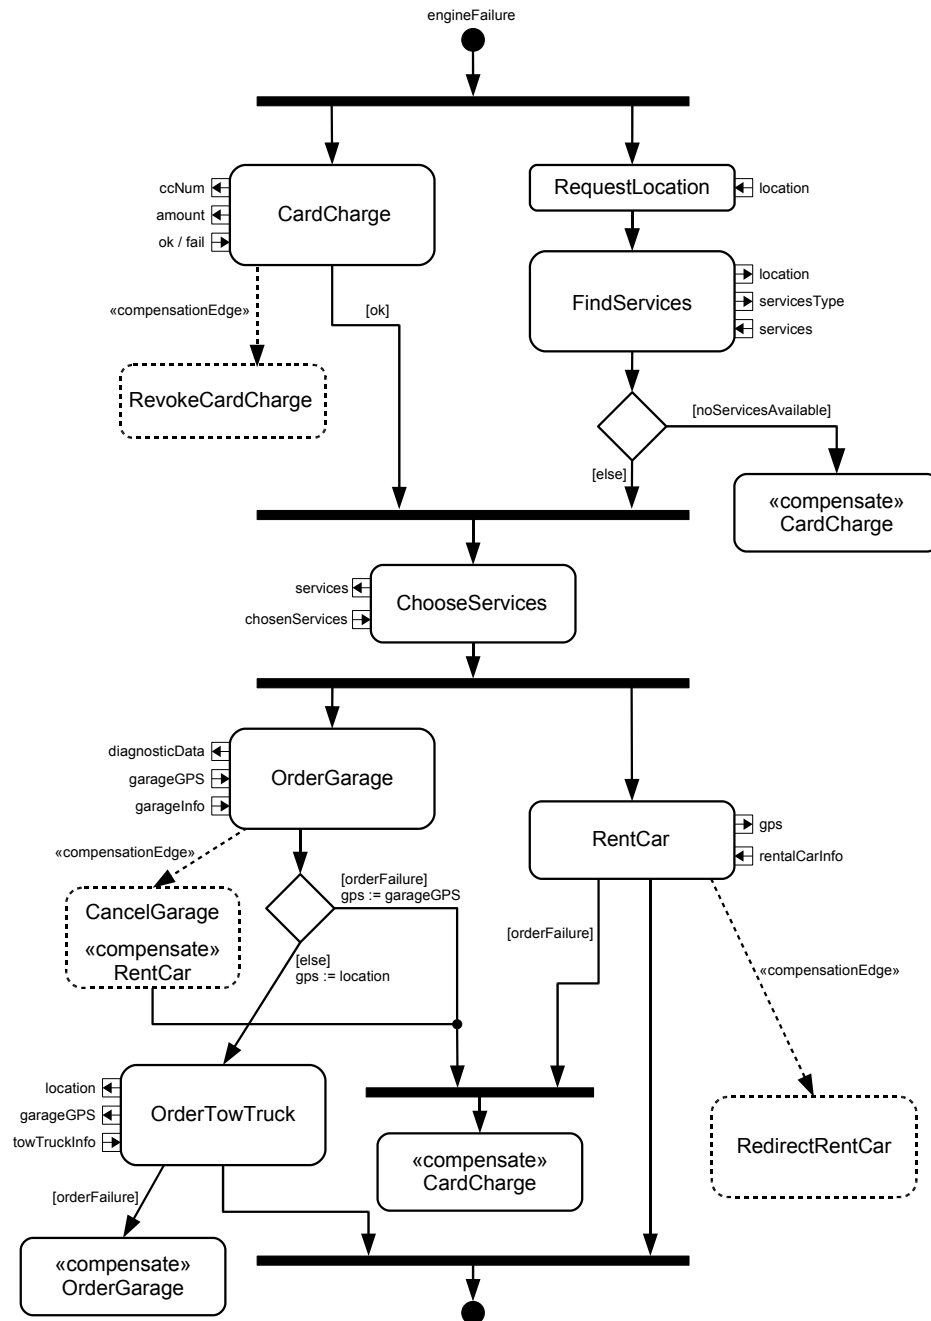 engineFailure
ccNum
amount
ok / fail
CardCharge
RequestLocation
location
FindServices
location
servicesType
services
«compensationEdge»
[ok]
RevokeCardCharge
[noServicesAvailable]
[else]
«compensate»
CardCharge
services
chosenServices
ChooseServices
diagnosticData
garageGPS
garageInfo
OrderGarage
RentCar
gps
rentalCarInfo
«compensationEdge»
[orderFailure]
gps := garageGPS
CancelGarage
«compensate»
RentCar
[else]
gps := location
[orderFailure]
«compensationEdge»
location
garageGPS
towTruckInfo
OrderTowTruck
«compensate»
CardCharge
RedirectRentCar
[orderFailure]
«compensate»
OrderGarage